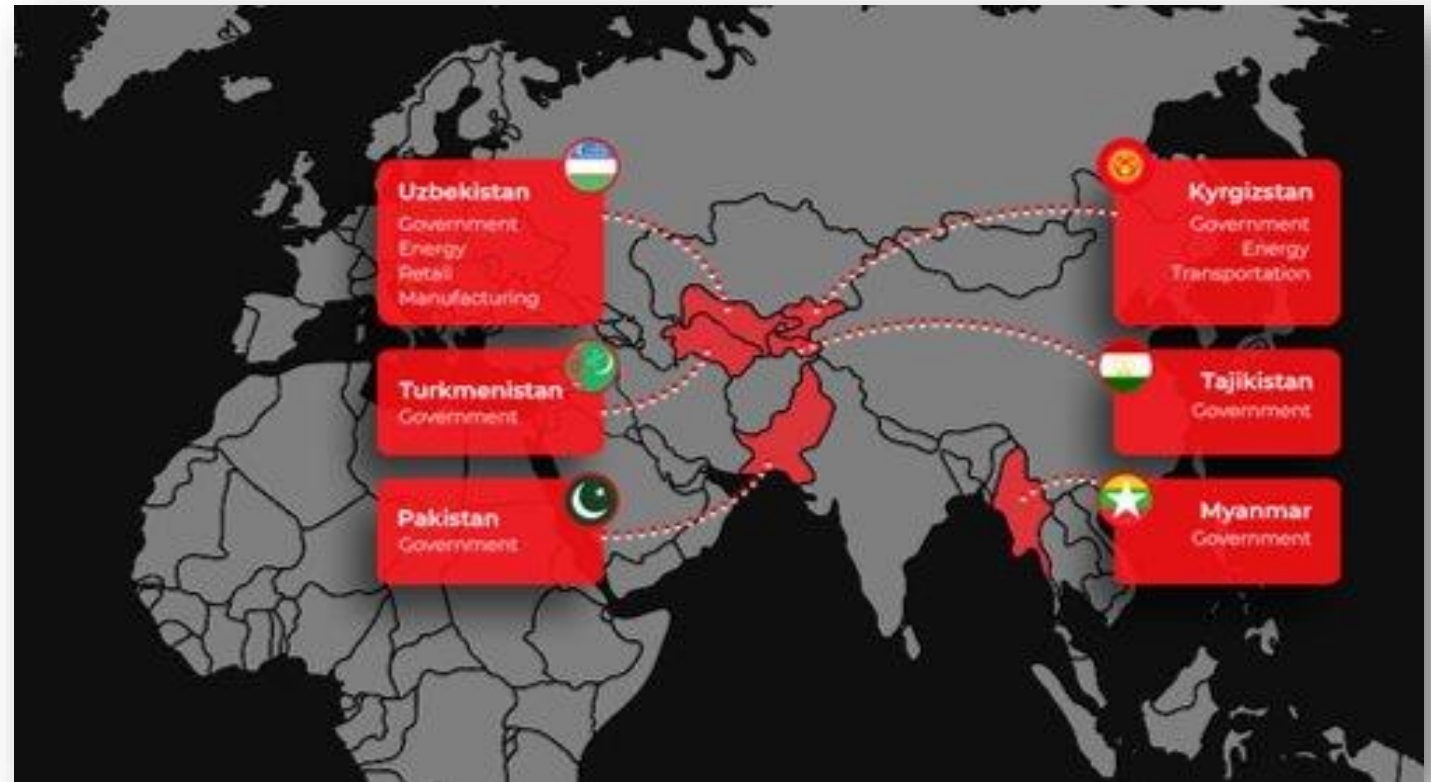 Uzbekistan
Government
Energy
Retail
Manufacturing
Turkmenistan
Government
Pakistan
Government
Kyrgizstan
Government
Energy
Transportation
Tajikistan
Government
Myanmar
Government